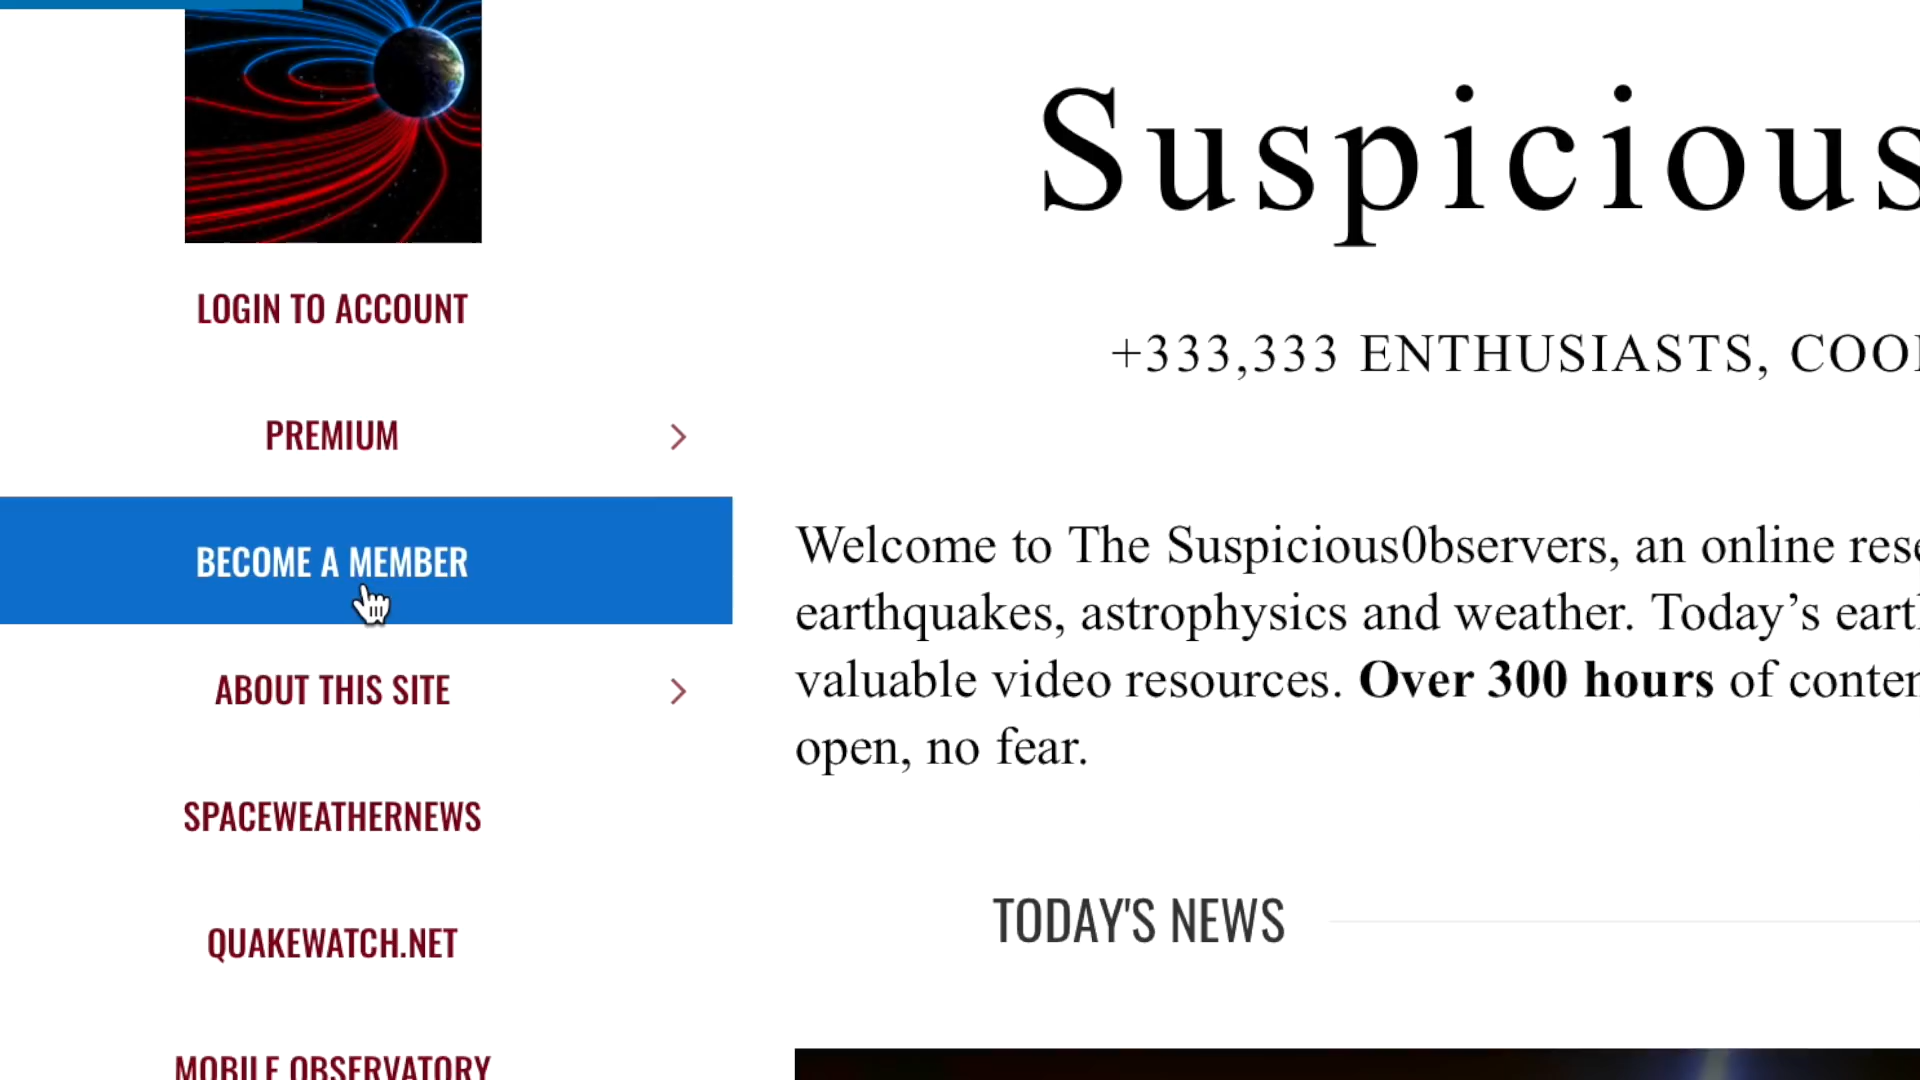 Suspicious
+333,333 ENTHUSIASTS,
LOGIN TO ACCOUNT
PREMIUM
BECOME A MEMBER
ABOUT THIS SITE
SPACEWEATHERNEWS
QUAKEWATCH.NET
MOBILE OBSERVATORY
Welcome to The Suspicious0bservers, an online
earthquakes, astrophysics and weather. Today’s
valuable video resources. Over 300 hours of
open, no fear.
TODAY'S NEWS